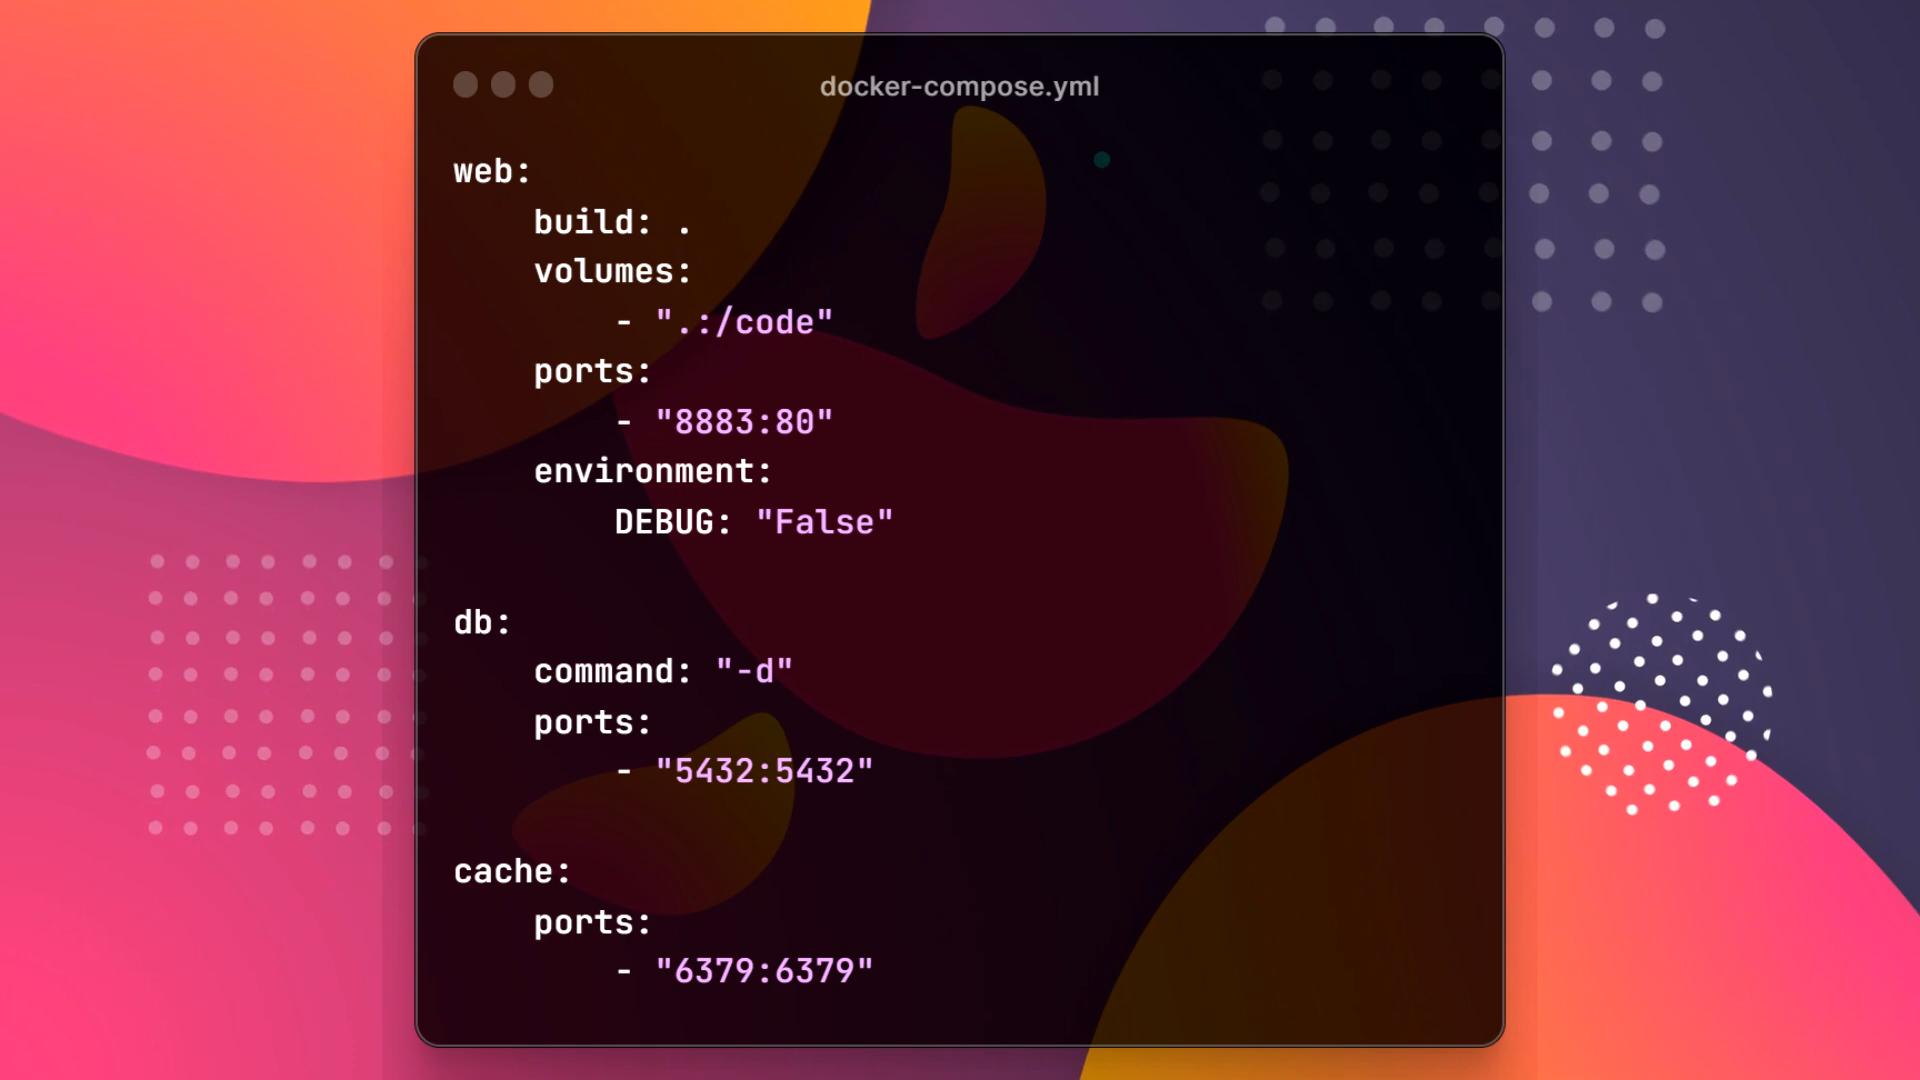 docker-compose.yml
web:
    build: .
    volumes:
        - ".:/code"
    ports:
        - "8883:80"
    environment:
        DEBUG: "False"

db:
    command: "-d"
    ports:
        - "5432:5432"

cache:
    ports:
        - "6379:6379"